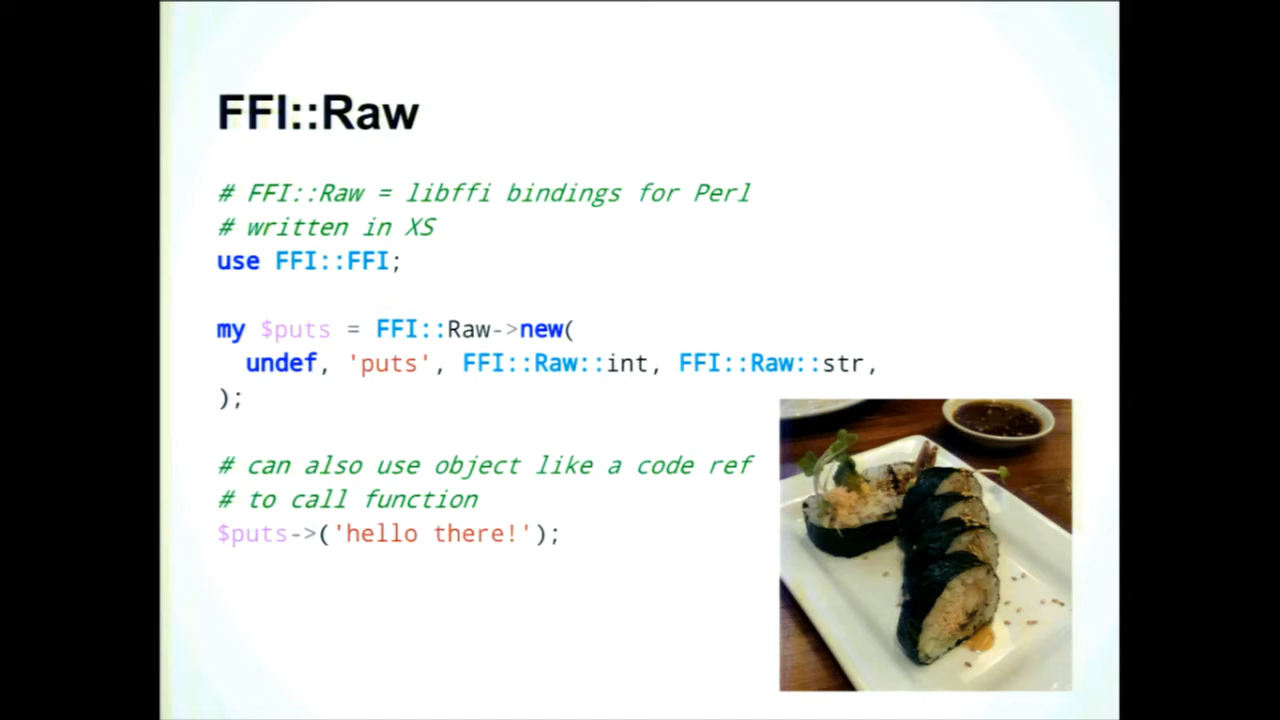 FFI::Raw
# FFI::Raw = libffi bindings for Perl
# written in XS
use FFI::FFI;
my $puts = FFI::Raw->new(
undef, 'puts', FFI::Raw::int, FFI::Raw::str,
);
# can also use object like a code ref
# to call function
$puts->('hello there!');